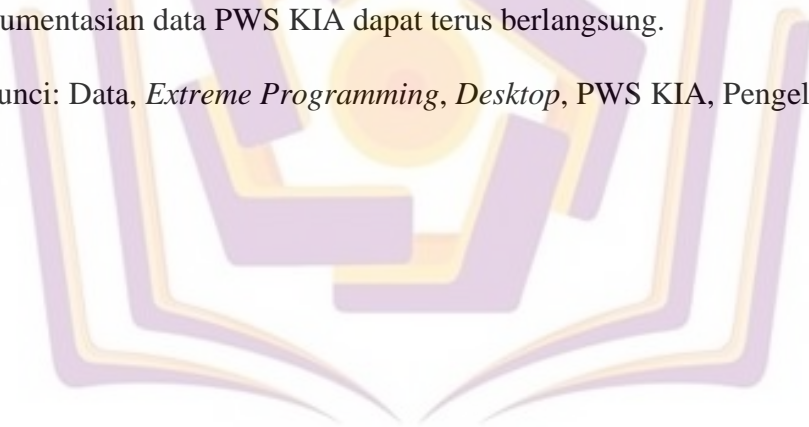 umentasian data PWS KIA dapat terus berlangsung.
unci: Data, Extreme Programming, Desktop, PWS KIA, Pengel